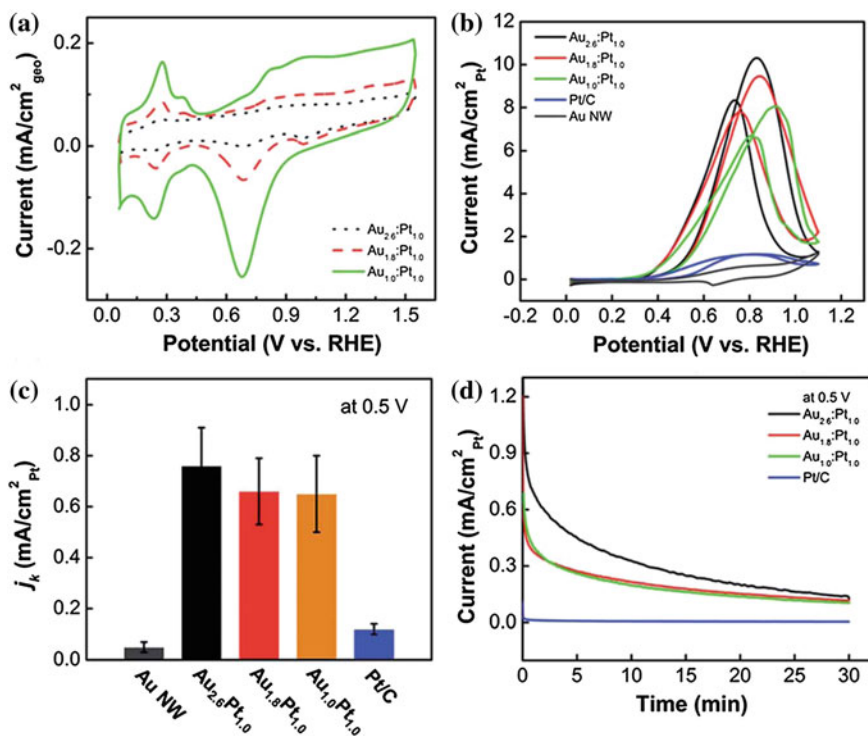 (a)
0.2
0.0
-0.2
Current (mA/cm²geo)
Au2.6:Pt1.0
Au1.8:Pt1.0
Au1.0:Pt1.0
0.0 0.3 0.6 0.9 1.2 1.5
Potential (V vs. RHE)
(b)
12
10
8
6
4
2
0
Current (mA/cm²Pt)
Au2.6:Pt1.0
Au1.8:Pt1.0
Au1.0:Pt1.0
Pt/C
Au NW
-0.2 0.0 0.2 0.4 0.6 0.8 1.0 1.2
Potential (V vs. RHE)
(c)
at 0.5 V
1.0
0.8
0.6
0.4
0.2
0.0
jk (mA/cm²Pt)
Au NW
Au2.6Pt1.0
Au1.8Pt1.0
Au1.0Pt1.0
Pt/C
(d)
at 0.5 V
Au2.6:Pt1.0
Au1.8:Pt1.0
Au1.0:Pt1.0
Pt/C
1.2
0.9
0.6
0.3
0.0
Current (mA/cm²Pt)
0 5 10 15 20 25 30
Time (min)